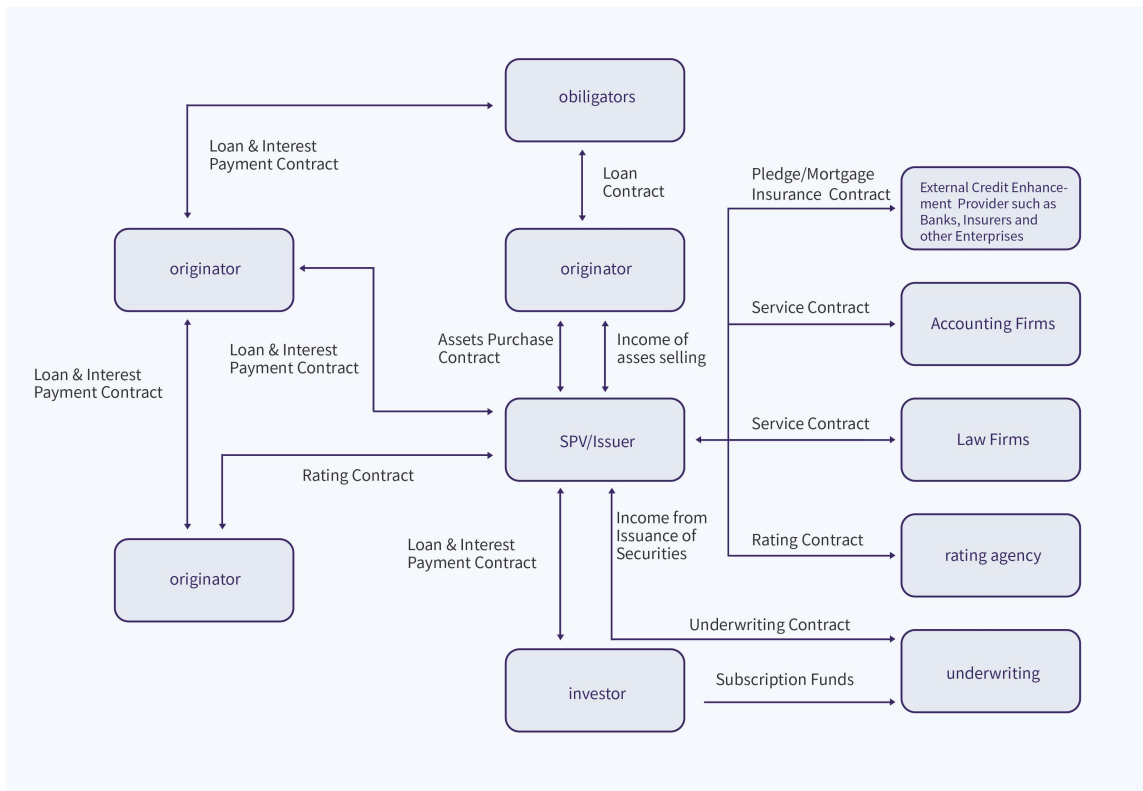 obiligators
Loan & Interest
Payment Contract
Loan
Contract
Pledge/Mortgage
Insurance Contract
External Credit Enhance-
ment Provider such as
Banks, Insurers and
other Enterprises
originator
originator
Service Contract
Accounting Firms
Assets Purchase
Contract
Income of
asses selling
Loan & Interest
Payment Contract
Loan & Interest
Payment Contract
SPV/Issuer
Service Contract
Law Firms
Rating Contract
Income from
Issuance of
Securities
Loan & Interest
Payment Contract
Rating Contract
rating agency
originator
Underwriting Contract
underwriting
Subscription Funds
investor